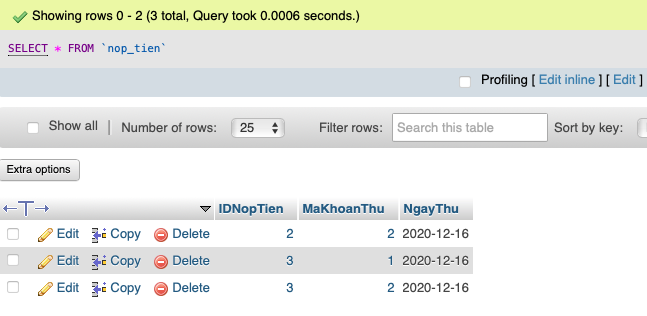 Showing rows 0 - 2 (3 total, Query took 0.0006 seconds.)
SELECT * FROM `nop_tien`
Profiling [ Edit inline ] [ Edit ]
Show all | Number of rows: 25 Filter rows: Search this table Sort by key:
Extra options
←T→ IDNopTien MaKhoanThu NgayThu
Edit Copy Delete 2 2 2020-12-16
Edit Copy Delete 3 1 2020-12-16
Edit Copy Delete 3 2 2020-12-16